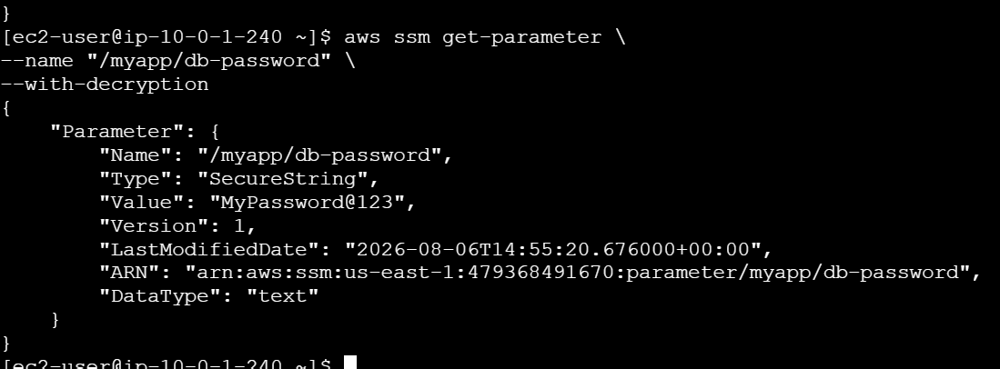 }
[ec2-user@ip-10-0-1-240 ~]$ aws ssm get-parameter \
--name "/myapp/db-password" \
--with-decryption
{
    "Parameter": {
        "Name": "/myapp/db-password",
        "Type": "SecureString",
        "Value": "MyPassword@123",
        "Version": 1,
        "LastModifiedDate": "2026-08-06T14:55:20.676000+00:00",
        "ARN": "arn:aws:ssm:us-east-1:479368491670:parameter/myapp/db-password",
        "DataType": "text"
    }
}
[ec2-user@ip-10-0-1-240 ~]$